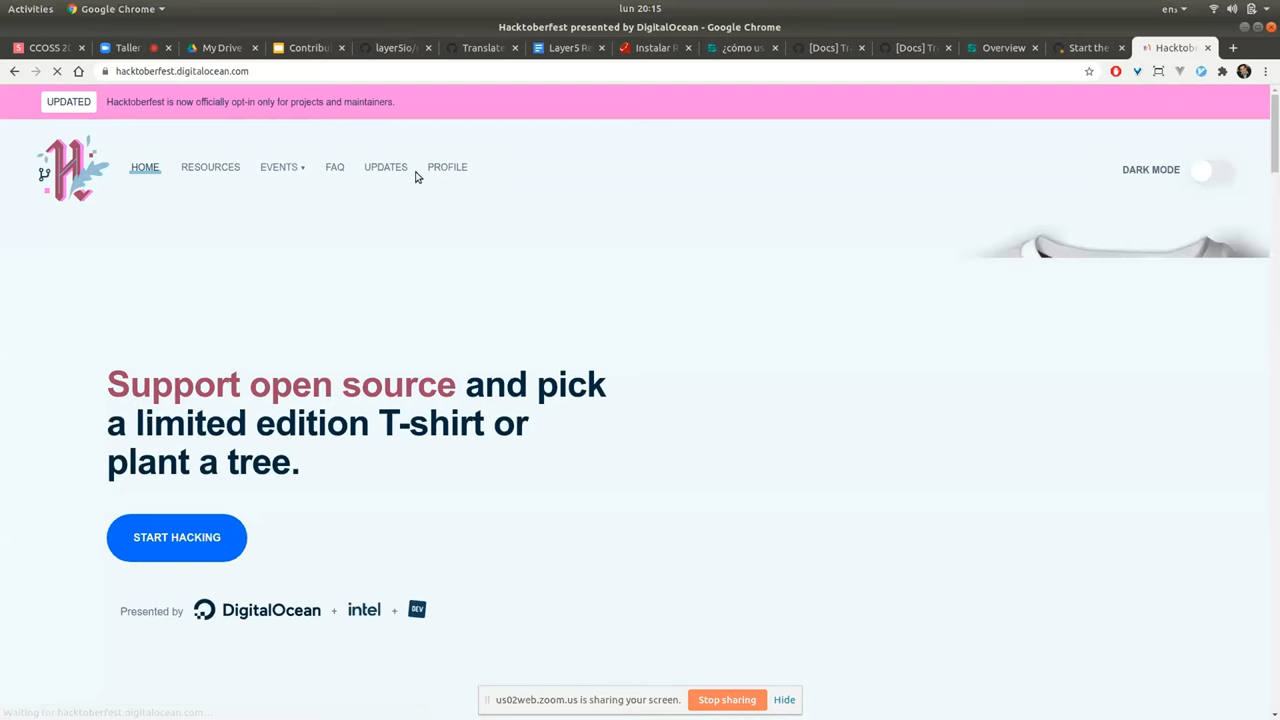 Activities Google Chrome lun 20:15 en₁
Hacktoberfest presented by DigitalOcean - Google Chrome
CCOSS 20 Taller My Drive Contribu layer5io/ Translate Layer5 Re Instalar R ¿cómo us [Docs] Tr [Docs] Tr Overview Start the Hacktob
hacktoberfest.digitalocean.com
UPDATED Hacktoberfest is now officially opt-in only for projects and maintainers.
HOME RESOURCES EVENTS FAQ UPDATES PROFILE DARK MODE
Support open source and pick
a limited edition T-shirt or
plant a tree.
START HACKING
Presented by DigitalOcean + intel + DEV
us02web.zoom.us is sharing your screen. Stop sharing Hide
Waiting for hacktoberfest.digitalocean.com...